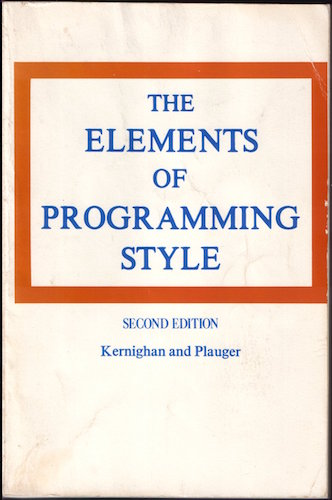 THE
ELEMENTS
OF
PROGRAMMING
STYLE
SECOND EDITION
Kernighan and Plauger